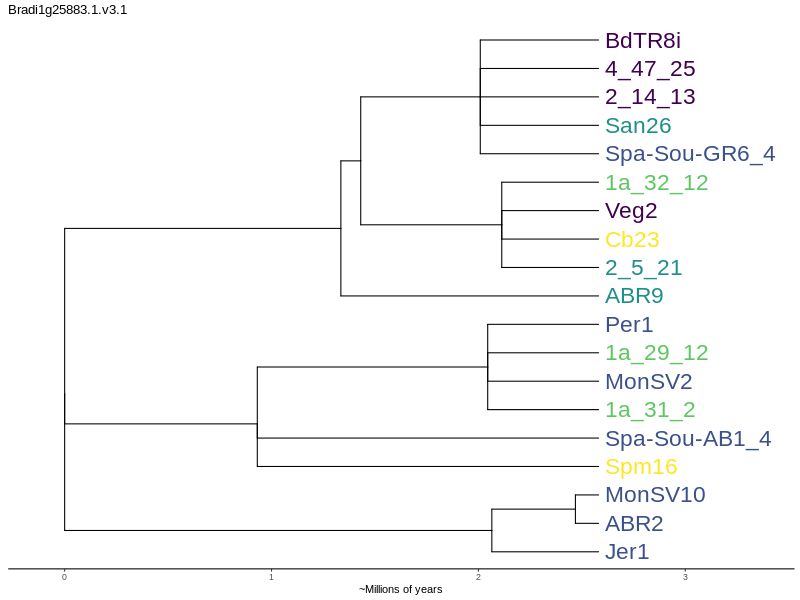 Bradi1g25883.1.v3.1
BdTR8i
4_47_25
2_14_13
San26
Spa-Sou-GR6_4
1a_32_12
Veg2
Cb23
2_5_21
ABR9
Per1
1a_29_12
MonSV2
1a_31_2
Spa-Sou-AB1_4
Spm16
MonSV10
ABR2
Jer1
0 1 2 3
~Millions of years